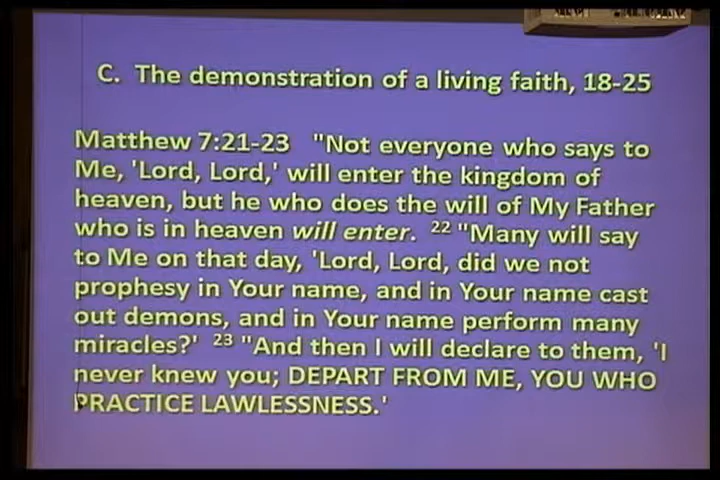 C. The demonstration of a living faith, 18-25
Matthew 7:21-23 "Not everyone who says to
Me, 'Lord, Lord,' will enter the kingdom of
heaven, but he who does the will of My Father
who is in heaven will enter. 22 "Many will say
to Me on that day, 'Lord, Lord, did we not
prophesy in Your name, and in Your name cast
out demons, and in Your name perform many
miracles?' 23 "And then I will declare to them, 'I
never knew you; DEPART FROM ME, YOU WHO
PRACTICE LAWLESSNESS.'